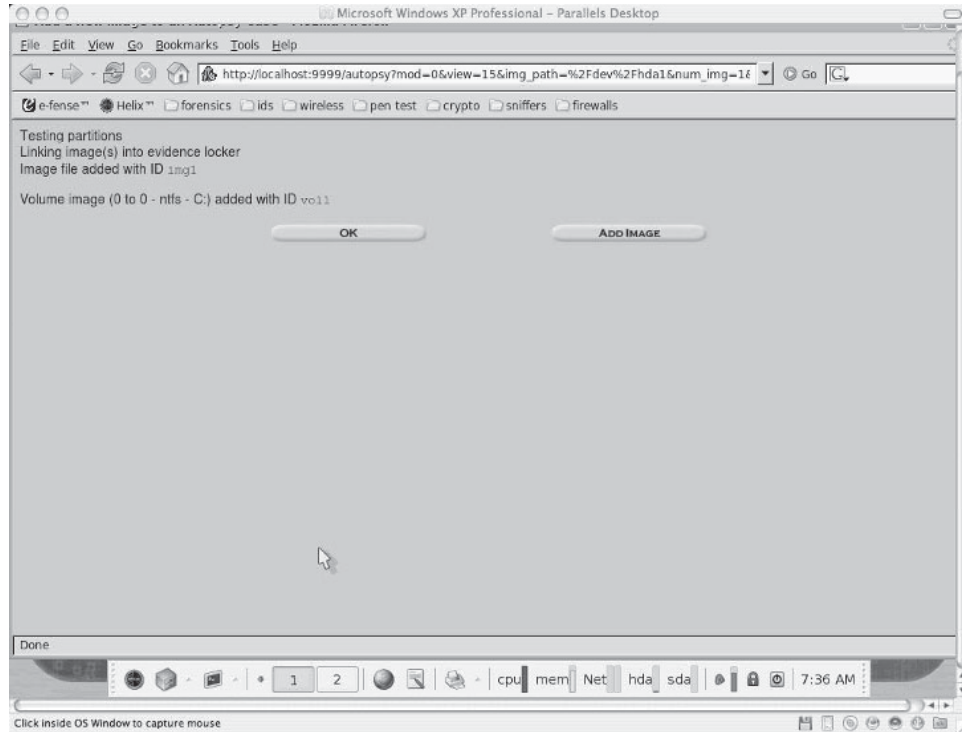 Microsoft Windows XP Professional – Parallels Desktop
File Edit View Go Bookmarks Tools Help
http://localhost:9999/autopsy?mod=0&view=15&img_path=%2Fdev%2Fhda1&num_img=1& Go
e-fense™ Helix™ forensics ids wireless pen test crypto sniffers firewalls
Testing partitions
Linking image(s) into evidence locker
Image file added with ID img1
Volume image (0 to 0 - ntfs - C:) added with ID vol1
OK ADD IMAGE
Done
1 2 cpu mem Net hda sda 7:36 AM
Click inside OS Window to capture mouse